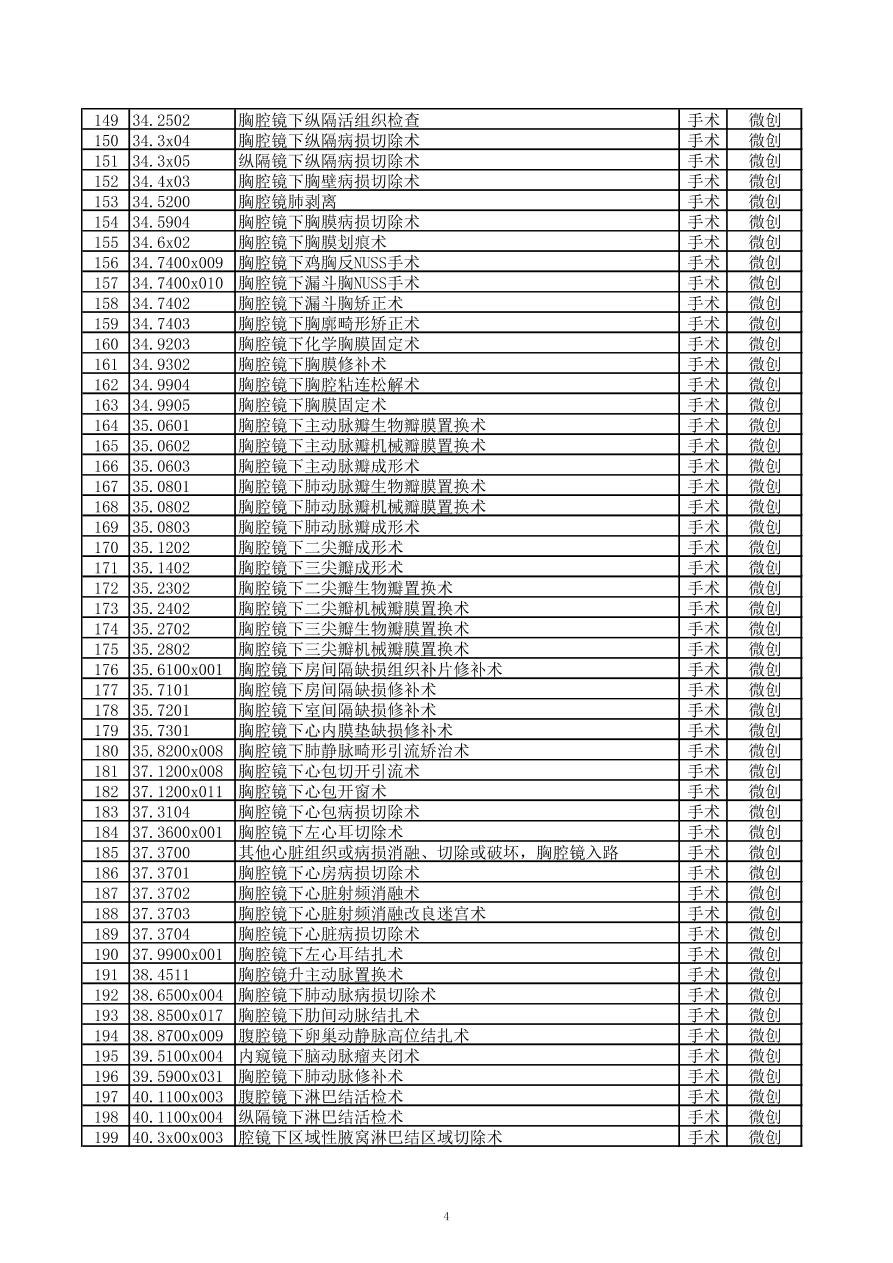 149 34.2502 胸腔镜下纵隔活组织检查 手术 微创
150 34.3x04 胸腔镜下纵隔病损切除术 手术 微创
151 34.3x05 纵隔镜下纵隔病损切除术 手术 微创
152 34.4x03 胸腔镜下胸壁病损切除术 手术 微创
153 34.5200 胸腔镜肺剥离 手术 微创
154 34.5904 胸腔镜下胸膜病损切除术 手术 微创
155 34.6x02 胸腔镜下胸膜划痕术 手术 微创
156 34.7400x009 胸腔镜下鸡胸反NUSS手术 手术 微创
157 34.7400x010 胸腔镜下漏斗胸NUSS手术 手术 微创
158 34.7402 胸腔镜下漏斗胸矫正术 手术 微创
159 34.7403 胸腔镜下胸廓畸形矫正术 手术 微创
160 34.9203 胸腔镜下化学胸膜固定术 手术 微创
161 34.9302 胸腔镜下胸膜修补术 手术 微创
162 34.9904 胸腔镜下胸腔粘连松解术 手术 微创
163 34.9905 胸腔镜下胸膜固定术 手术 微创
164 35.0601 胸腔镜下主动脉瓣生物瓣膜置换术 手术 微创
165 35.0602 胸腔镜下主动脉瓣机械瓣膜置换术 手术 微创
166 35.0603 胸腔镜下主动脉瓣成形术 手术 微创
167 35.0801 胸腔镜下肺动脉瓣生物瓣膜置换术 手术 微创
168 35.0802 胸腔镜下肺动脉瓣机械瓣膜置换术 手术 微创
169 35.0803 胸腔镜下肺动脉瓣成形术 手术 微创
170 35.1202 胸腔镜下二尖瓣成形术 手术 微创
171 35.1402 胸腔镜下三尖瓣成形术 手术 微创
172 35.2302 胸腔镜下二尖瓣生物瓣置换术 手术 微创
173 35.2402 胸腔镜下二尖瓣机械瓣膜置换术 手术 微创
174 35.2702 胸腔镜下三尖瓣生物瓣膜置换术 手术 微创
175 35.2802 胸腔镜下三尖瓣机械瓣膜置换术 手术 微创
176 35.6100x001 胸腔镜下房间隔缺损组织补片修补术 手术 微创
177 35.7101 胸腔镜下房间隔缺损修补术 手术 微创
178 35.7201 胸腔镜下室间隔缺损修补术 手术 微创
179 35.7301 胸腔镜下心内膜垫缺损修补术 手术 微创
180 35.8200x008 胸腔镜下肺静脉畸形引流矫治术 手术 微创
181 37.1200x008 胸腔镜下心包切开引流术 手术 微创
182 37.1200x011 胸腔镜下心包开窗术 手术 微创
183 37.3104 胸腔镜下心包病损切除术 手术 微创
184 37.3600x001 胸腔镜下左心耳切除术 手术 微创
185 37.3700 其他心脏组织或病损消融、切除或破坏，胸腔镜入路 手术 微创
186 37.3701 胸腔镜下心房病损切除术 手术 微创
187 37.3702 胸腔镜下心脏射频消融术 手术 微创
188 37.3703 胸腔镜下心脏射频消融改良迷宫术 手术 微创
189 37.3704 胸腔镜下心脏病损切除术 手术 微创
190 37.9900x001 胸腔镜下左心耳结扎术 手术 微创
191 38.4511 胸腔镜升主动脉置换术 手术 微创
192 38.6500x004 胸腔镜下肺动脉病损切除术 手术 微创
193 38.8500x017 胸腔镜下肋间动脉结扎术 手术 微创
194 38.8700x009 腹腔镜下卵巢动静脉高位结扎术 手术 微创
195 39.5100x004 内窥镜下脑动脉瘤夹闭术 手术 微创
196 39.5900x031 胸腔镜下肺动脉修补术 手术 微创
197 40.1100x003 腹腔镜下淋巴结活检术 手术 微创
198 40.1100x004 纵隔镜下淋巴结活检术 手术 微创
199 40.3x00x003 腔镜下区域性腋窝淋巴结区域切除术 手术 微创
4